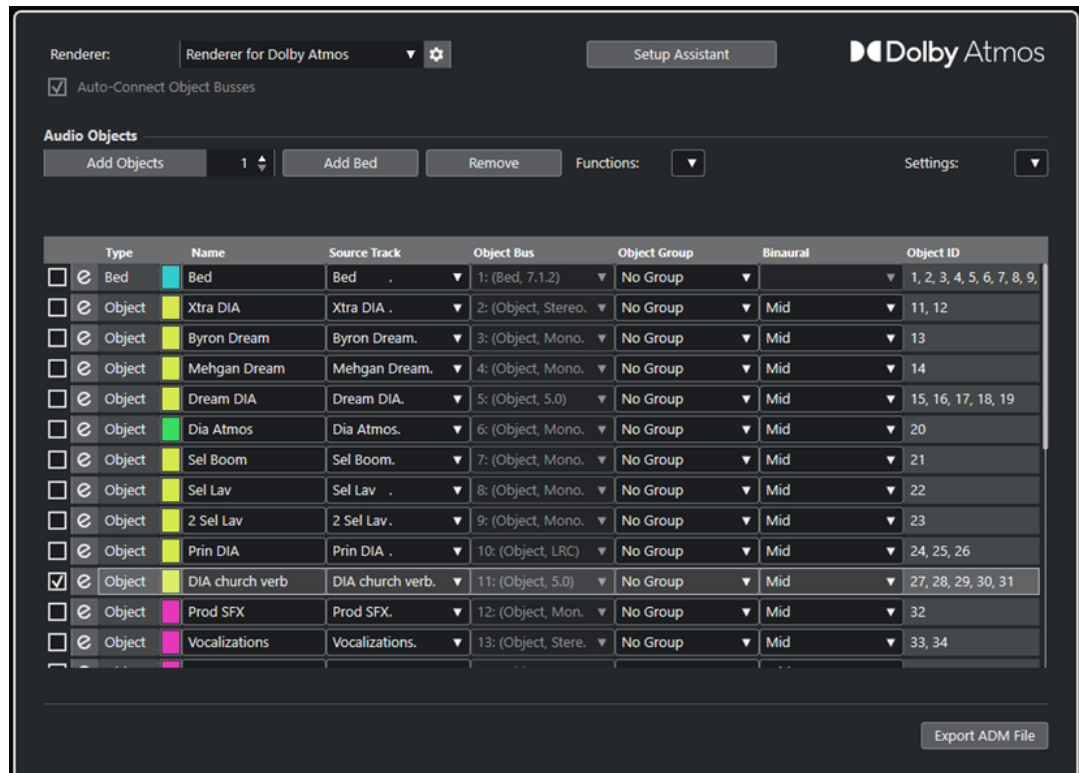 Renderer: Renderer for Dolby Atmos Setup Assistant Dolby Atmos
Auto-Connect Object Busses
Audio Objects
Add Objects 1 Add Bed Remove Functions: Settings:
Type Name Source Track Object Bus Object Group Binaural Object ID
e Bed Bed Bed . 1: (Bed, 7.1.2) No Group 1, 2, 3, 4, 5, 6, 7, 8, 9,
e Object Xtra DIA Xtra DIA . 2: (Object, Stereo. No Group Mid 11, 12
e Object Byron Dream Byron Dream. 3: (Object, Mono. No Group Mid 13
e Object Mehgan Dream Mehgan Dream. 4: (Object, Mono. No Group Mid 14
e Object Dream DIA Dream DIA. 5: (Object, 5.0) No Group Mid 15, 16, 17, 18, 19
e Object Dia Atmos Dia Atmos. 6: (Object, Mono. No Group Mid 20
e Object Sel Boom Sel Boom. 7: (Object, Mono. No Group Mid 21
e Object Sel Lav Sel Lav . 8: (Object, Mono. No Group Mid 22
e Object 2 Sel Lav 2 Sel Lav. 9: (Object, Mono. No Group Mid 23
e Object Prin DIA Prin DIA . 10: (Object, LRC) No Group Mid 24, 25, 26
e Object DIA church verb DIA church verb. 11: (Object, 5.0) No Group Mid 27, 28, 29, 30, 31
e Object Prod SFX Prod SFX. 12: (Object, Mon. No Group Mid 32
e Object Vocalizations Vocalizations. 13: (Object, Stere. No Group Mid 33, 34
Export ADM File